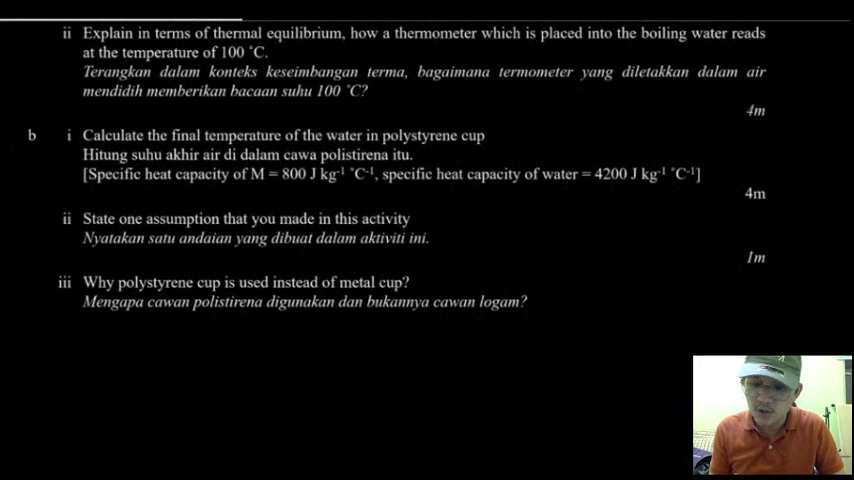 ii Explain in terms of thermal equilibrium, how a thermometer which is placed into the boiling water reads
at the temperature of 100 ˚C.
Terangkan dalam konteks keseimbangan terma, bagaimana termometer yang diletakkan dalam air
mendidih memberikan bacaan suhu 100 ˚C?
4m
b i Calculate the final temperature of the water in polystyrene cup
Hitung suhu akhir air di dalam cawa polistirena itu.
[Specific heat capacity of M = 800 J kg⁻¹ ˚C⁻¹, specific heat capacity of water = 4200 J kg⁻¹ ˚C⁻¹]
4m
ii State one assumption that you made in this activity
Nyatakan satu andaian yang dibuat dalam aktiviti ini.
1m
iii Why polystyrene cup is used instead of metal cup?
Mengapa cawan polistirena digunakan dan bukannya cawan logam?